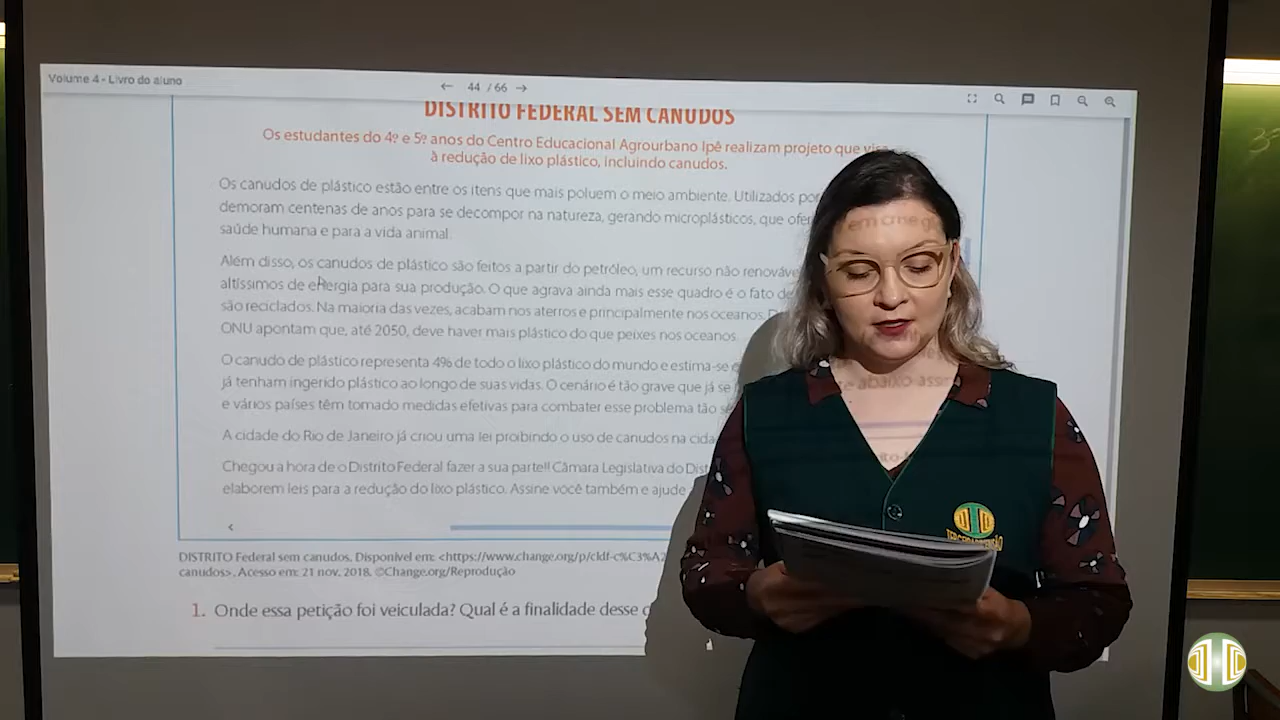 Volume 4 - Livro do aluno
44 / 66
DISTRITO FEDERAL SEM CANUDOS
Os estudantes do 4º e 5º anos do Centro Educacional Agrourbano Ipê realizam projeto que visa
à redução de lixo plástico, incluindo canudos.
Os canudos de plástico estão entre os itens que mais poluem o meio ambiente. Utilizados por
demoram centenas de anos para se decompor na natureza, gerando microplásticos, que
saúde humana e para a vida animal.
Além disso, os canudos de plástico são feitos a partir do petróleo, um recurso não
altíssimos de energia para sua produção. O que agrava ainda mais esse quadro é o fato de
são reciclados. Na maioria das vezes, acabam nos aterros e principalmente nos oceanos.
ONU apontam que, até 2050, deve haver mais plástico do que peixes nos oceanos.
O canudo de plástico representa 4% de todo o lixo plástico do mundo e estima-se
já tenham ingerido plástico ao longo de suas vidas. O cenário é tão grave que já se
e vários países têm tomado medidas efetivas para combater esse problema tão
A cidade do Rio de Janeiro já criou uma lei proibindo o uso de canudos na
Chegou a hora de o Distrito Federal fazer a sua parte!! Câmara Legislativa do
elaborem leis para a redução do lixo plástico. Assine você também e ajude
DISTRITO Federal sem canudos. Disponível em: <https://www.change.org/p/cldf-c%C3%A2
canudos>. Acesso em: 21 nov. 2018. ©Change.org/Reprodução
1. Onde essa petição foi veiculada? Qual é a finalidade desse
abaixo